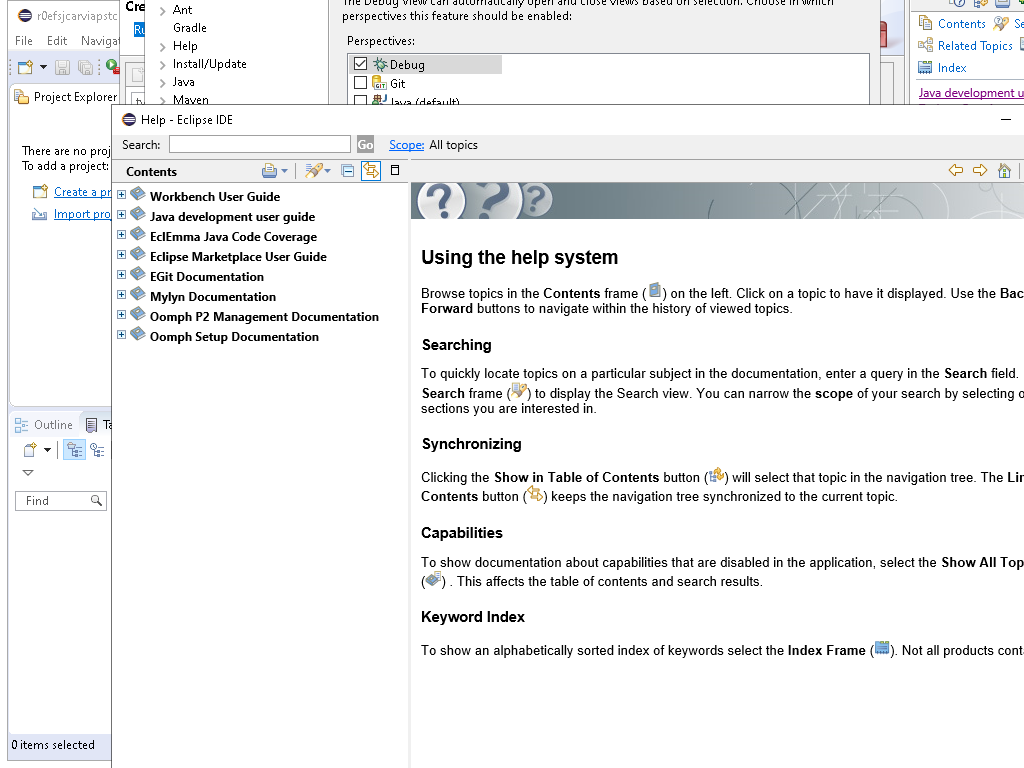 r0efsjcarviapstc
File Edit Navigat
Project Explorer
There are no proj
To add a project:
Create a pr
Import pro
Outline
Ta
Find
0 items selected
Cre
Ru
Ant
Gradle
Help
Install/Update
Java
Maven
The Debug View can automatically open and close views based on selection. Choose in which
perspectives this feature should be enabled:
Perspectives:
Debug
Git
Java (default)
Contents Se
Related Topics
Index
Java development u
Help - Eclipse IDE
Search: Go Scope: All topics
Contents
Workbench User Guide
Java development user guide
EclEmma Java Code Coverage
Eclipse Marketplace User Guide
EGit Documentation
Mylyn Documentation
Oomph P2 Management Documentation
Oomph Setup Documentation
Using the help system
Browse topics in the Contents frame ( ) on the left. Click on a topic to have it displayed. Use the Bac
Forward buttons to navigate within the history of viewed topics.
Searching
To quickly locate topics on a particular subject in the documentation, enter a query in the Search field.
Search frame ( ) to display the Search view. You can narrow the scope of your search by selecting o
sections you are interested in.
Synchronizing
Clicking the Show in Table of Contents button ( ) will select that topic in the navigation tree. The Lin
Contents button ( ) keeps the navigation tree synchronized to the current topic.
Capabilities
To show documentation about capabilities that are disabled in the application, select the Show All Top
( ) . This affects the table of contents and search results.
Keyword Index
To show an alphabetically sorted index of keywords select the Index Frame ( ). Not all products conta